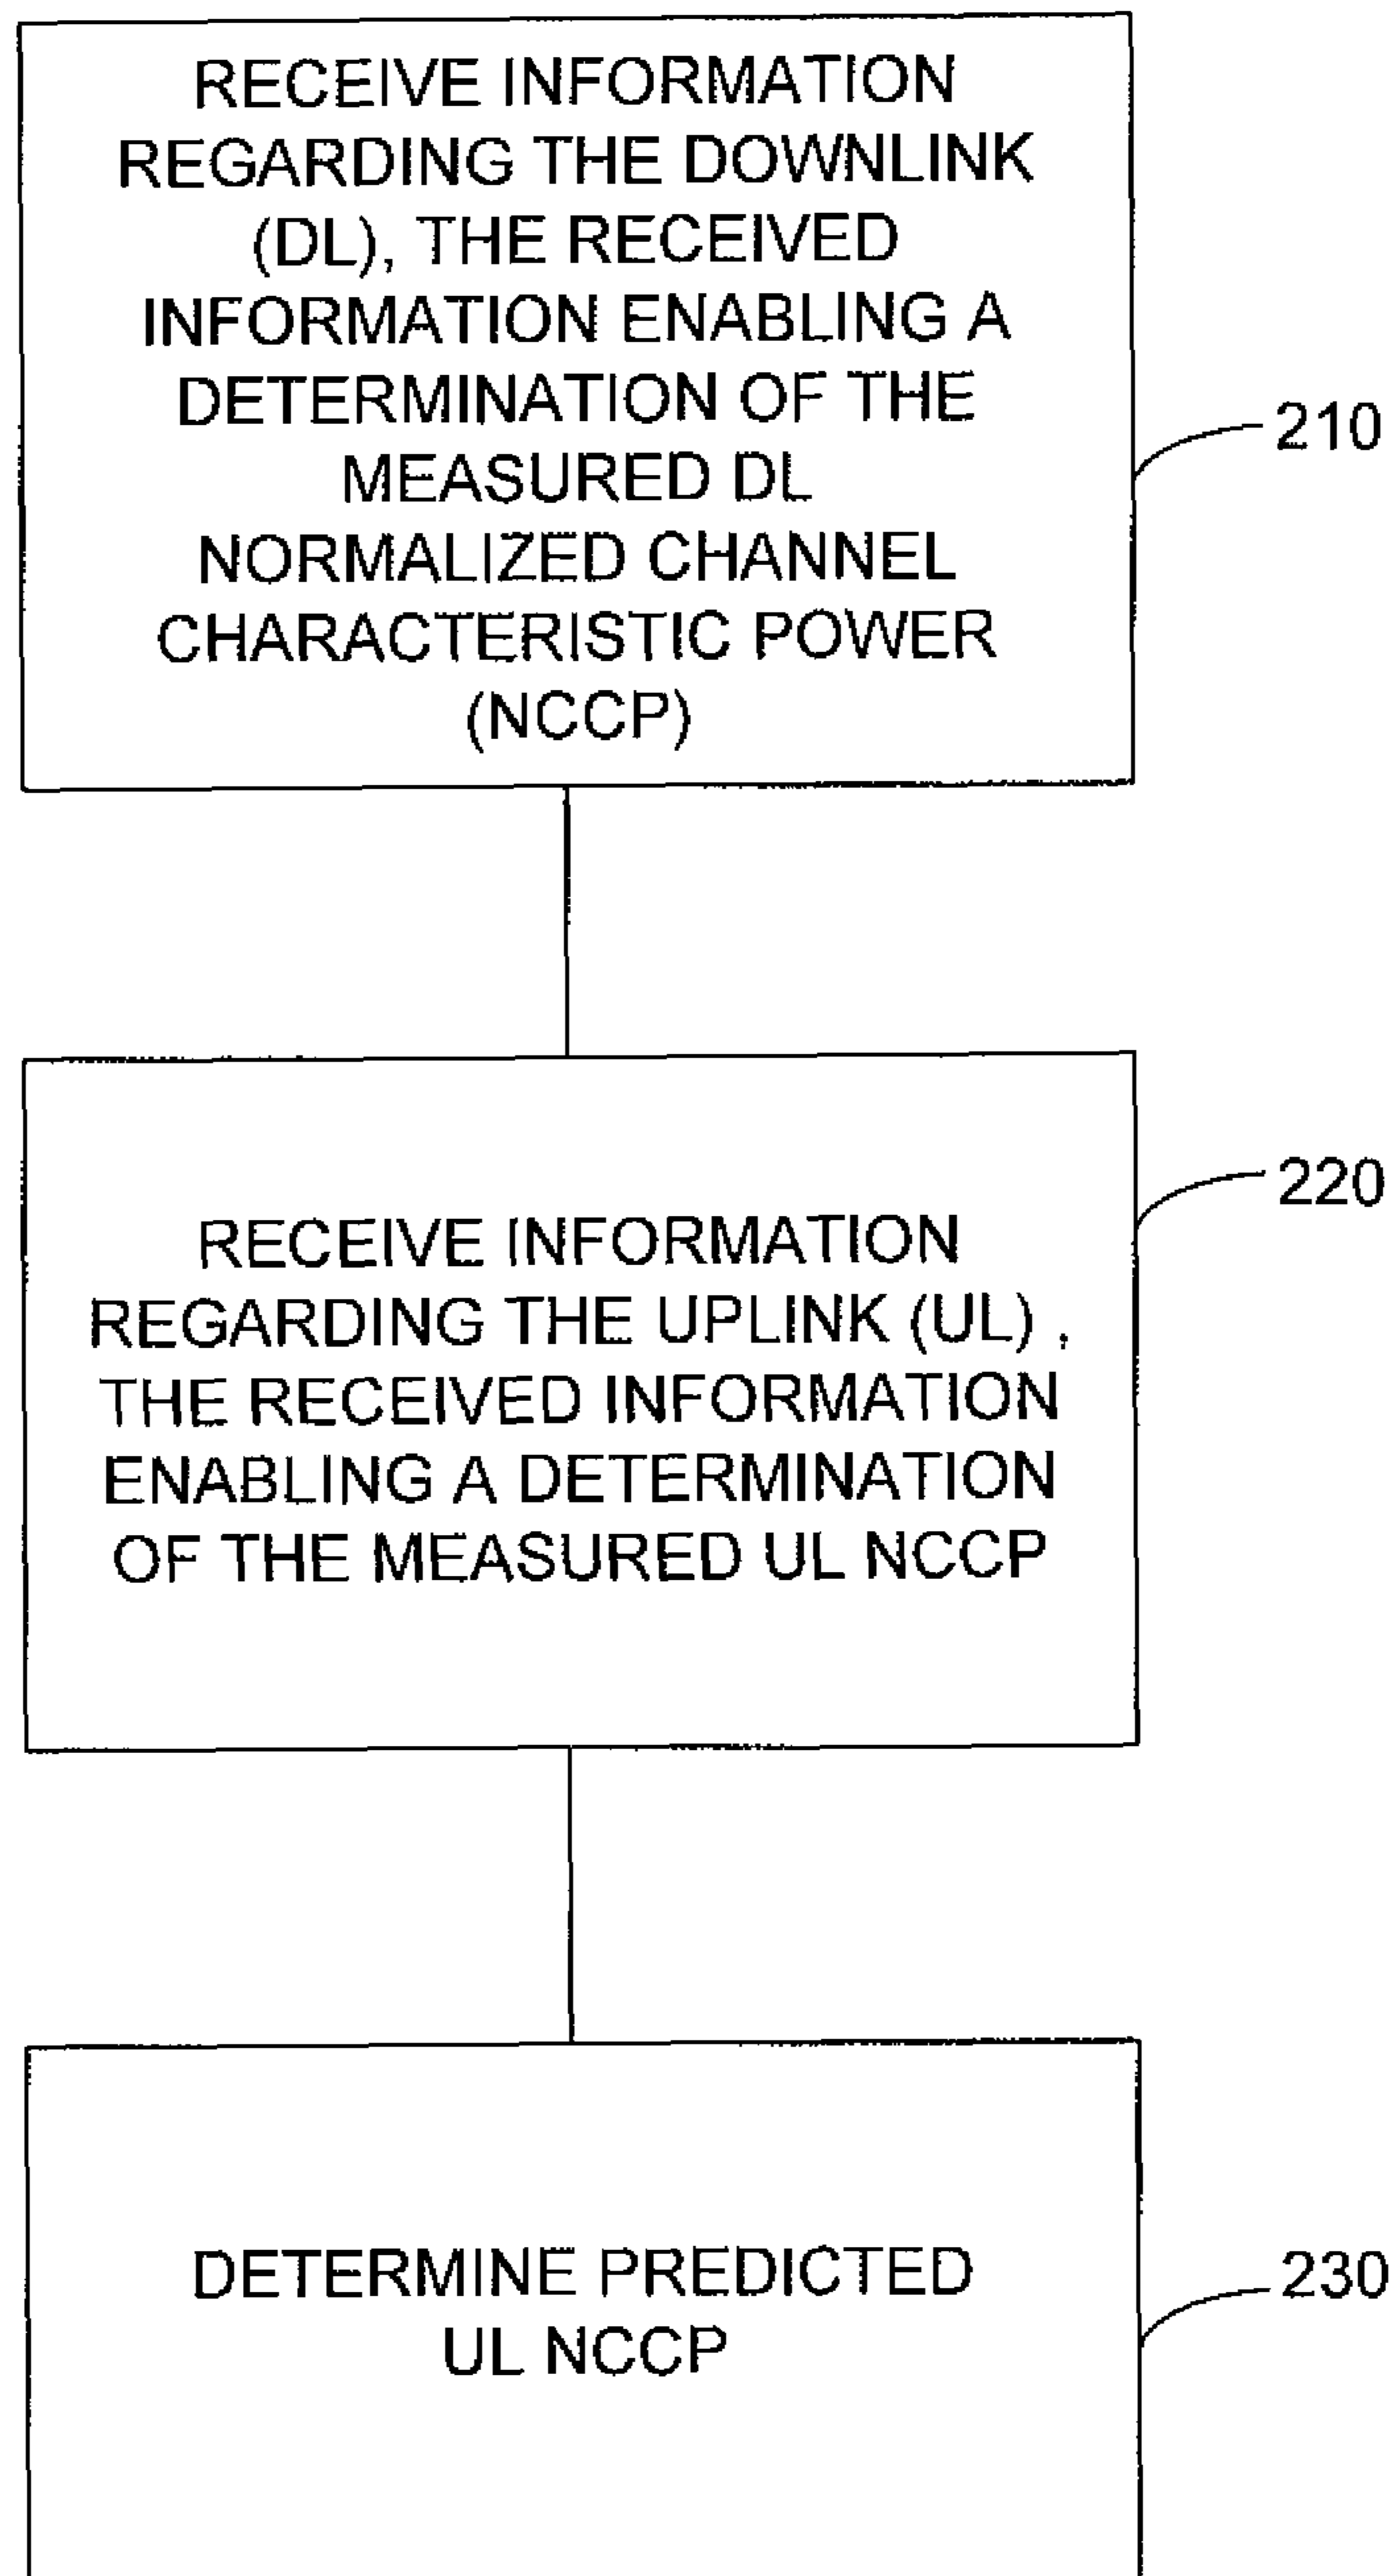 RECEIVE INFORMATION
REGARDING THE DOWNLINK
(DL), THE RECEIVED
INFORMATION ENABLING A
DETERMINATION OF THE
MEASURED DL
NORMALIZED CHANNEL
CHARACTERISTIC POWER
(NCCP)
210
220
RECEIVE INFORMATION
REGARDING THE UPLINK (UL) ,
THE RECEIVED INFORMATION
ENABLING A DETERMINATION
OF THE MEASURED UL NCCP
DETERMINE PREDICTED
UL NCCP
230